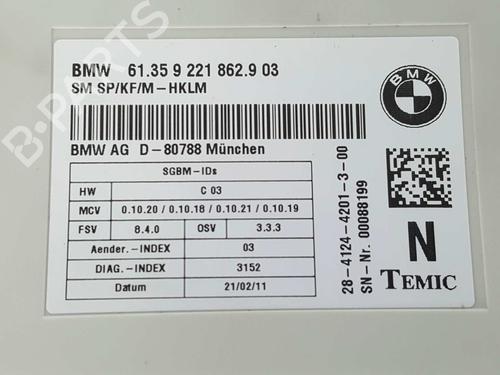 BMW 61.35 9 221 862.9 03
SM SP/KF/M-HKLM
BMW
BMW AG D-80788 München
SGBM-IDs
HW C 03
MCV 0.10.20 / 0.10.18 / 0.10.21 / 0.10.19
FSV 8.4.0 OSV 3.3.3
Aender.-INDEX 03
DIAG.-INDEX 3152
Datum 21/02/11
28-4124-4201-3-00
SN-Nr. 00088199
N
TEMIC
B-PARTS